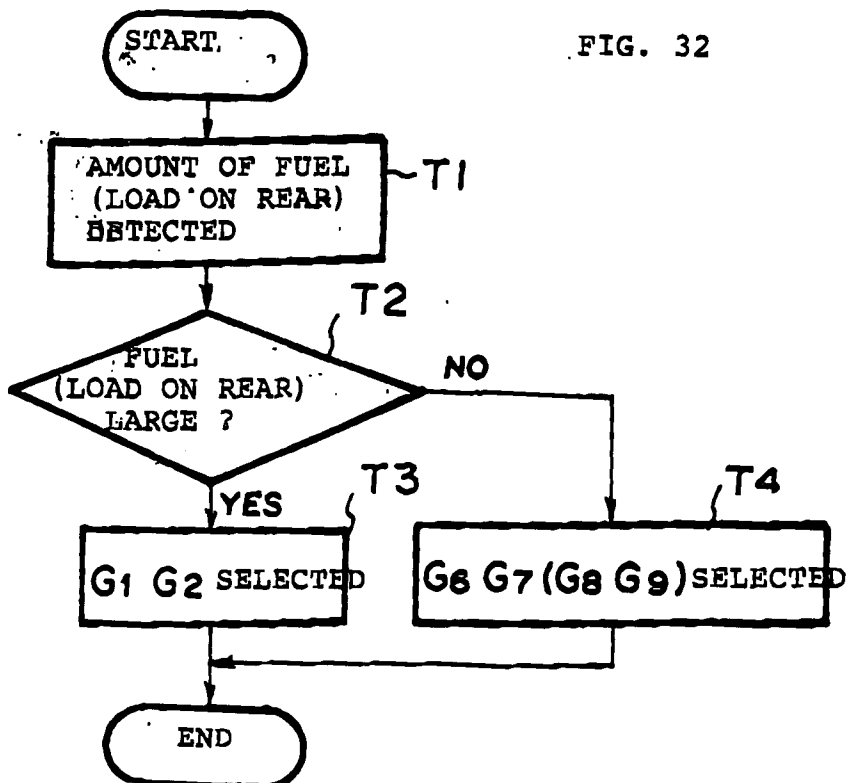 START
FIG. 32
AMOUNT OF FUEL
(LOAD ON REAR)
DETECTED
T1
T2
FUEL
(LOAD ON REAR)
LARGE ?
NO
YES
T3
T4
G1 G2 SELECTED
G6 G7 (G8 G9) SELECTED
END